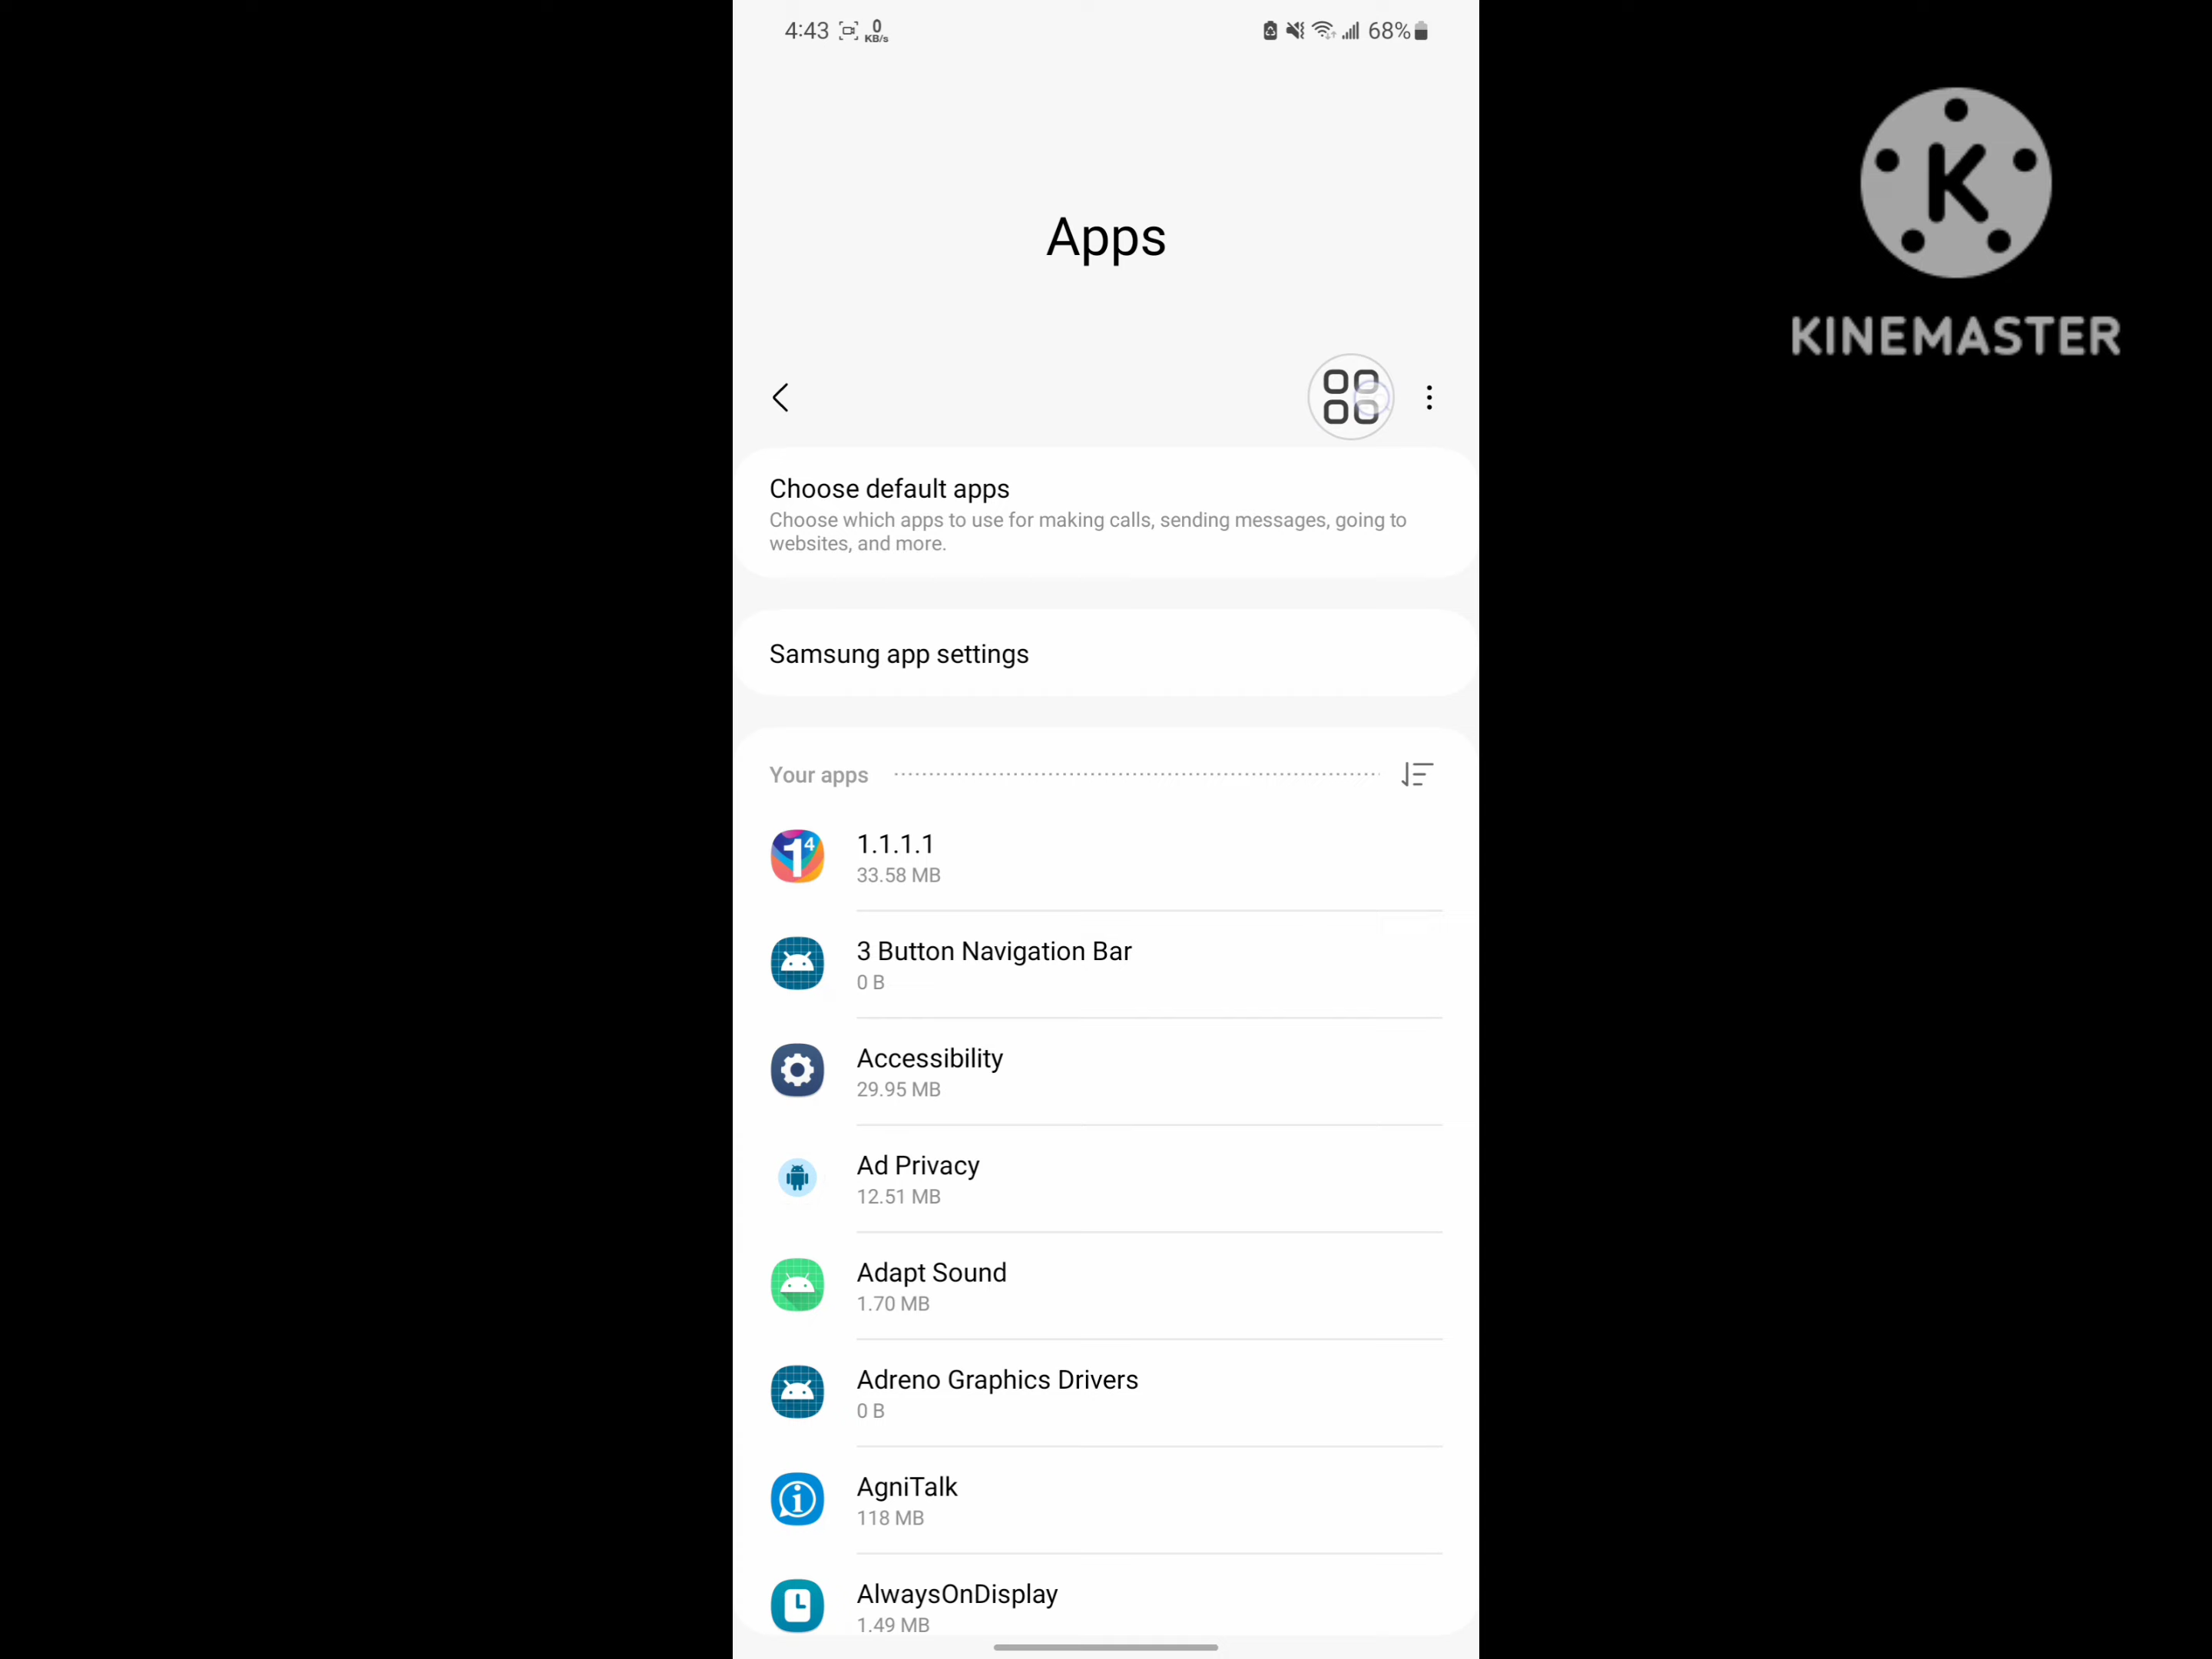 4:43 0 KB/s 68%
KINEMASTER
Apps
Choose default apps
Choose which apps to use for making calls, sending messages, going to
websites, and more.
Samsung app settings
Your apps
1.1.1.1
33.58 MB
3 Button Navigation Bar
0 B
Accessibility
29.95 MB
Ad Privacy
12.51 MB
Adapt Sound
1.70 MB
Adreno Graphics Drivers
0 B
AgniTalk
118 MB
AlwaysOnDisplay
1.49 MB